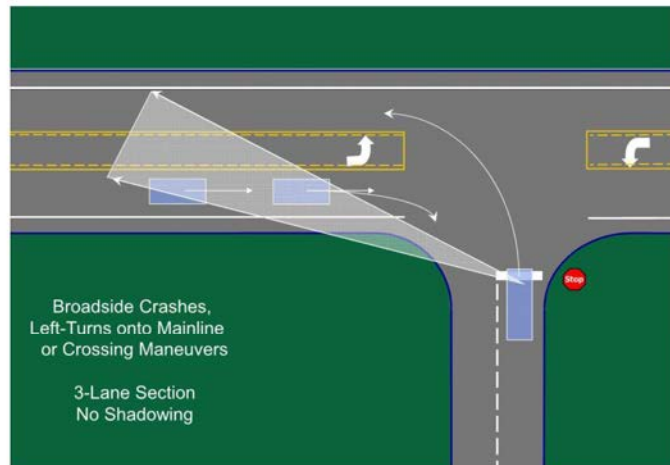 Stop
Broadside Crashes,
Left-Turns onto Mainline
or Crossing Maneuvers
3-Lane Section
No Shadowing